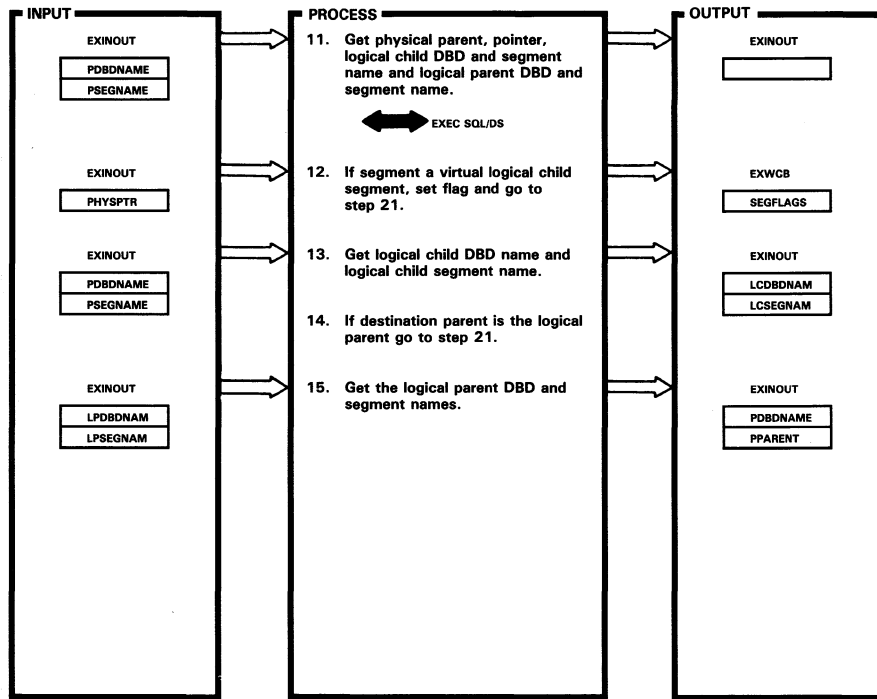 INPUT
PROCESS
OUTPUT
EXINOUT
PDBDNAME
PSEGNAME
11. Get physical parent, pointer,
logical child DBD and segment
name and logical parent DBD and
segment name.
EXEC SQL/DS
EXINOUT
EXINOUT
PHYSPTR
12. If segment a virtual logical child
segment, set flag and go to
step 21.
EXWCB
SEGFLAGS
EXINOUT
PDBDNAME
PSEGNAME
13. Get logical child DBD name and
logical child segment name.
EXINOUT
LCDBDNAM
LCSEGNAM
14. If destination parent is the logical
parent go to step 21.
EXINOUT
LPDBDNAM
LPSEGNAM
15. Get the logical parent DBD and
segment names.
EXINOUT
PDBDNAME
PPARENT